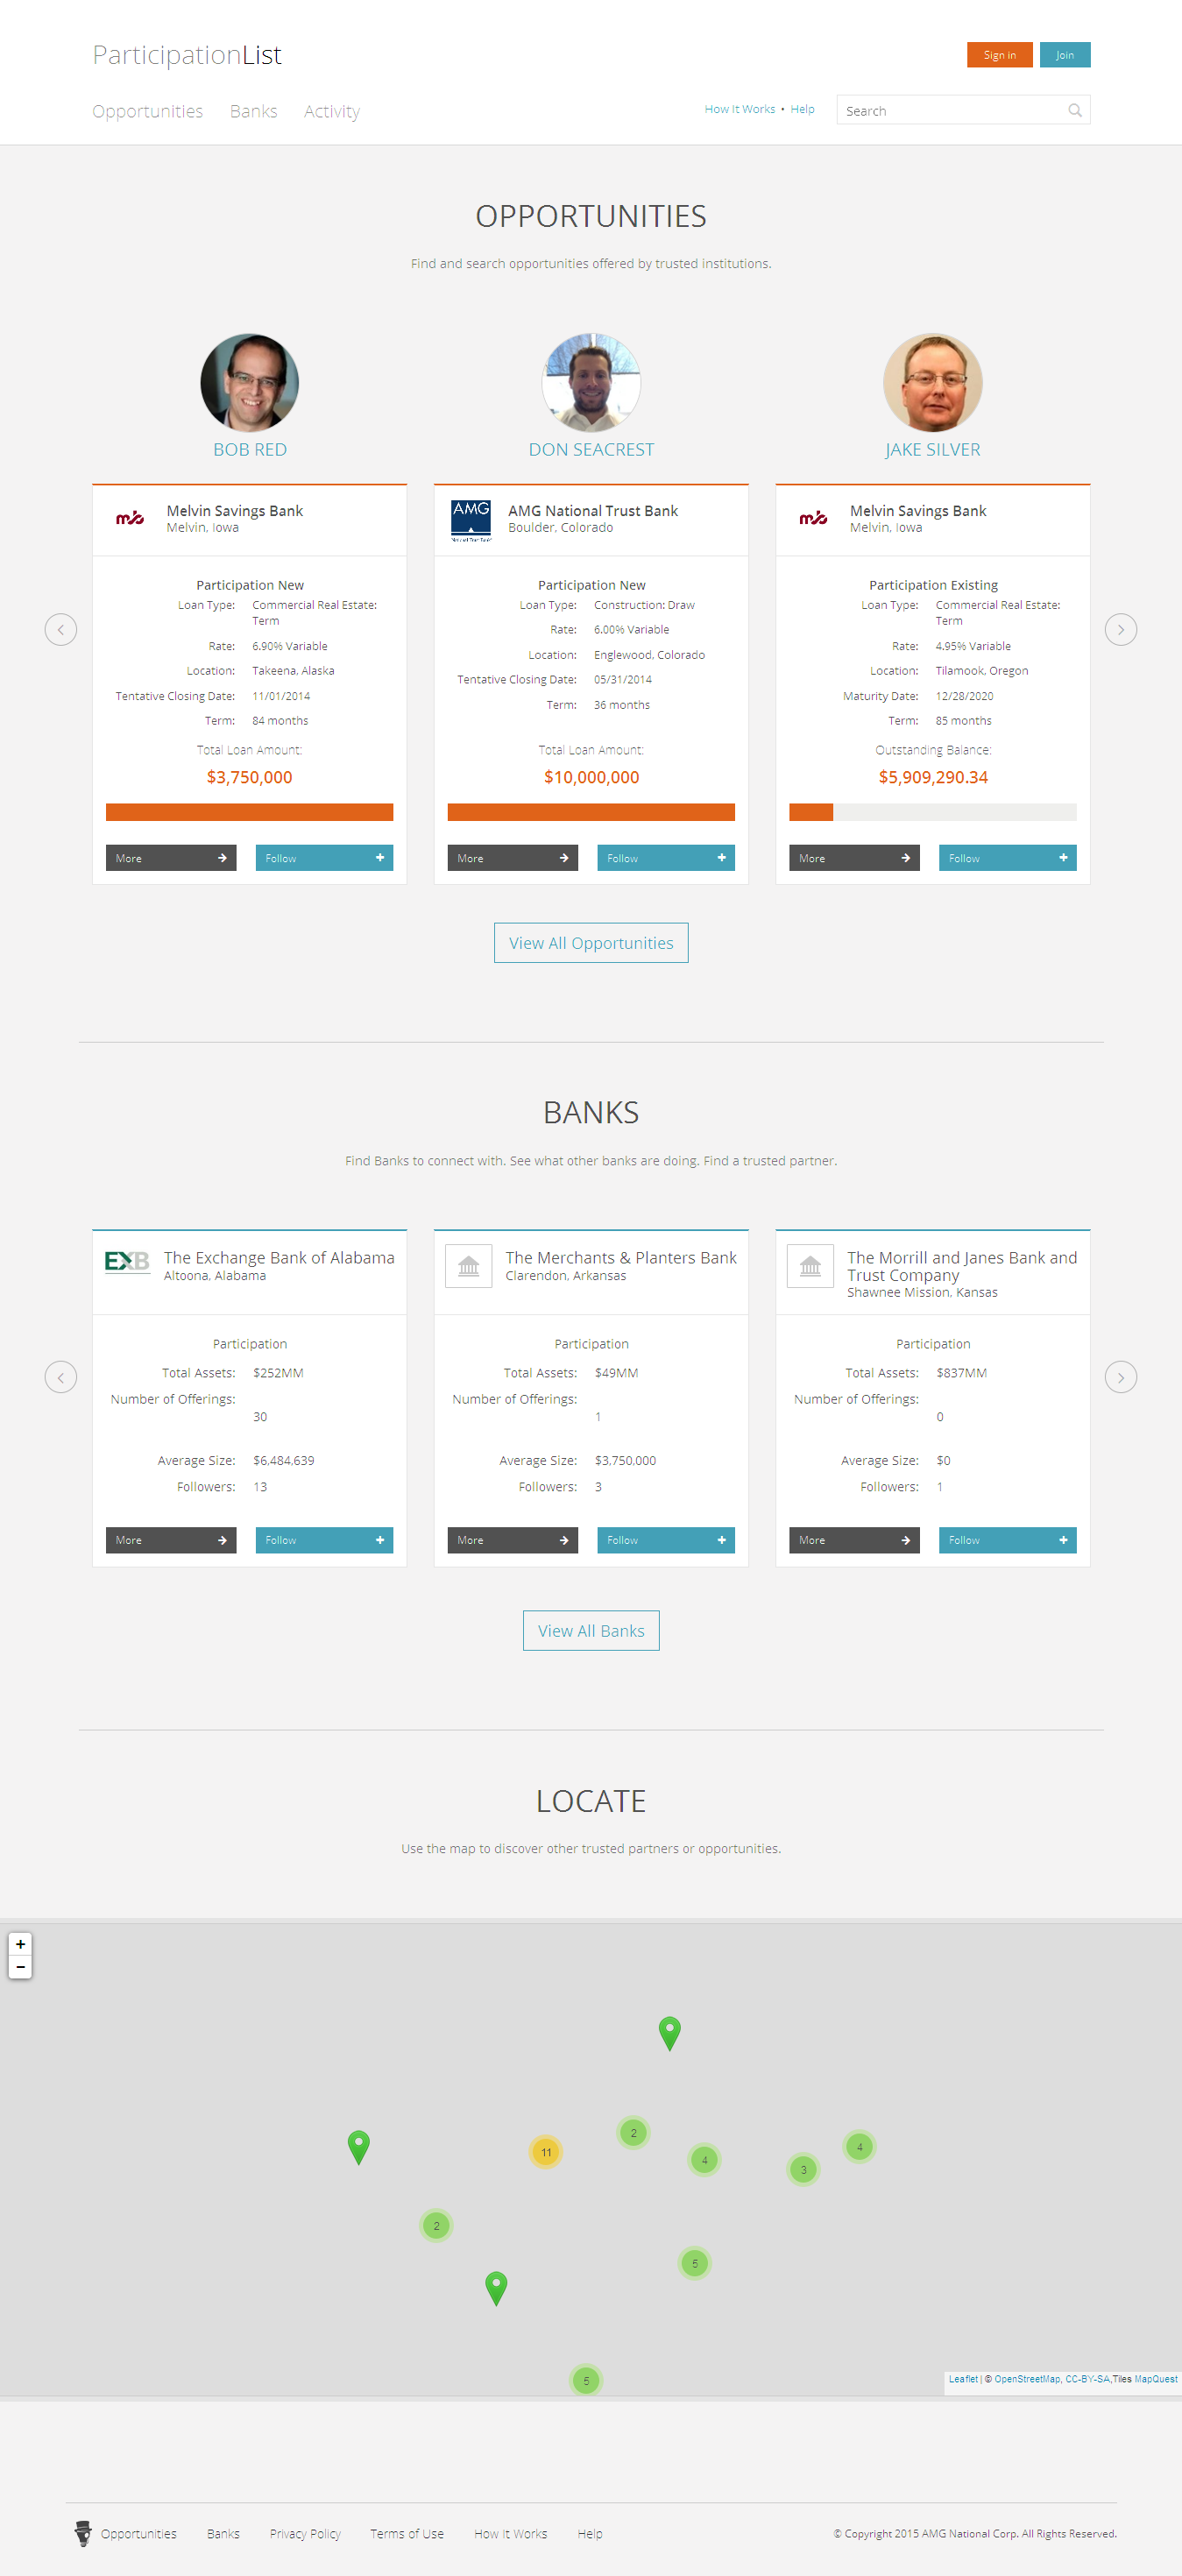 ParticipationList
Sign in
Join
Opportunities
Banks
Activity
How It Works • Help
Search
OPPORTUNITIES
Find and search opportunities offered by trusted institutions.
BOB RED
Melvin Savings Bank
Melvin, Iowa
Participation New
Loan Type: Commercial Real Estate:
Term
Rate: 6.90% Variable
Location: Takeena, Alaska
Tentative Closing Date: 11/01/2014
Term: 84 months
Total Loan Amount:
$3,750,000
More
Follow
DON SEACREST
AMG
National Trust Bank
AMG National Trust Bank
Boulder, Colorado
Participation New
Loan Type: Construction: Draw
Rate: 6.00% Variable
Location: Englewood, Colorado
Tentative Closing Date: 05/31/2014
Term: 36 months
Total Loan Amount:
$10,000,000
More
Follow
JAKE SILVER
Melvin Savings Bank
Melvin, Iowa
Participation Existing
Loan Type: Commercial Real Estate:
Term
Rate: 4.95% Variable
Location: Tilamook, Oregon
Maturity Date: 12/28/2020
Term: 85 months
Outstanding Balance:
$5,909,290.34
More
Follow
View All Opportunities
BANKS
Find Banks to connect with. See what other banks are doing. Find a trusted partner.
EXB
The Exchange Bank of Alabama
Altoona, Alabama
Participation
Total Assets: $252MM
Number of Offerings:
30
Average Size: $6,484,639
Followers: 13
More
Follow
The Merchants & Planters Bank
Clarendon, Arkansas
Participation
Total Assets: $49MM
Number of Offerings:
1
Average Size: $3,750,000
Followers: 3
More
Follow
The Morrill and Janes Bank and
Trust Company
Shawnee Mission, Kansas
Participation
Total Assets: $837MM
Number of Offerings:
0
Average Size: $0
Followers: 1
More
Follow
View All Banks
LOCATE
Use the map to discover other trusted partners or opportunities.
+
−
2
11
4
3
4
2
5
5
Leaflet | © OpenStreetMap, CC-BY-SA,Tiles MapQuest
Opportunities
Banks
Privacy Policy
Terms of Use
How It Works
Help
© Copyright 2015 AMG National Corp. All Rights Reserved.